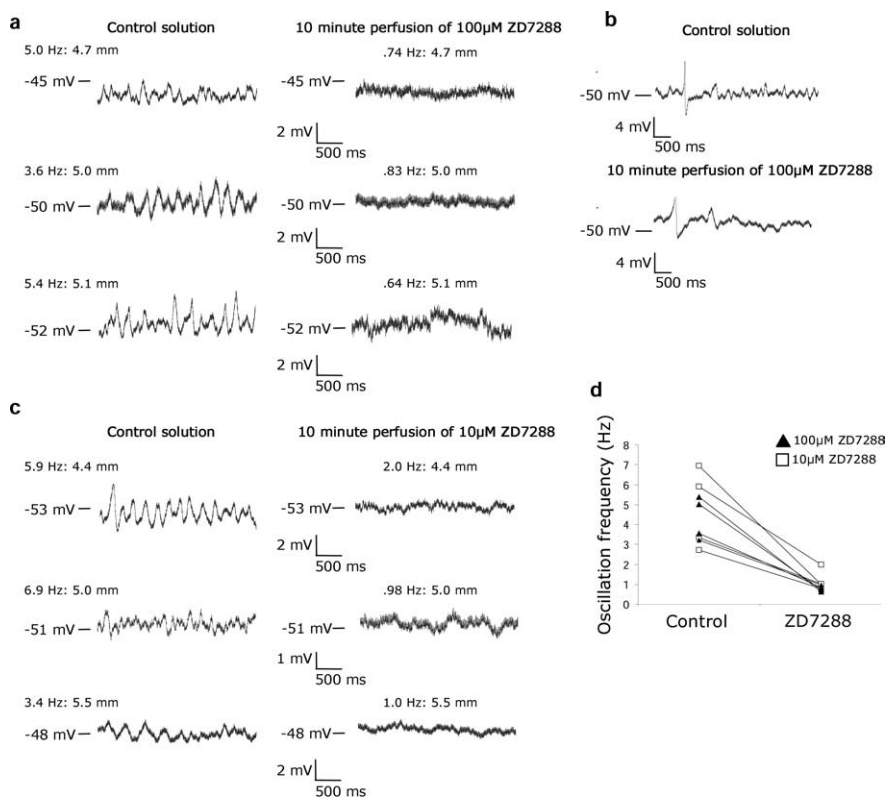 a
Control solution
10 minute perfusion of 100µM ZD7288
5.0 Hz: 4.7 mm
.74 Hz: 4.7 mm
-45 mV
-45 mV
2 mV
500 ms
3.6 Hz: 5.0 mm
.83 Hz: 5.0 mm
-50 mV
-50 mV
2 mV
500 ms
5.4 Hz: 5.1 mm
.64 Hz: 5.1 mm
-52 mV
-52 mV
2 mV
500 ms
b
Control solution
-50 mV
4 mV
500 ms
10 minute perfusion of 100µM ZD7288
-50 mV
4 mV
500 ms
c
Control solution
10 minute perfusion of 10µM ZD7288
5.9 Hz: 4.4 mm
2.0 Hz: 4.4 mm
-53 mV
-53 mV
2 mV
500 ms
6.9 Hz: 5.0 mm
.98 Hz: 5.0 mm
-51 mV
-51 mV
1 mV
500 ms
3.4 Hz: 5.5 mm
1.0 Hz: 5.5 mm
-48 mV
-48 mV
2 mV
500 ms
d
100µM ZD7288
10µM ZD7288
Oscillation frequency (Hz)
8
7
6
5
4
3
2
1
0
Control
ZD7288